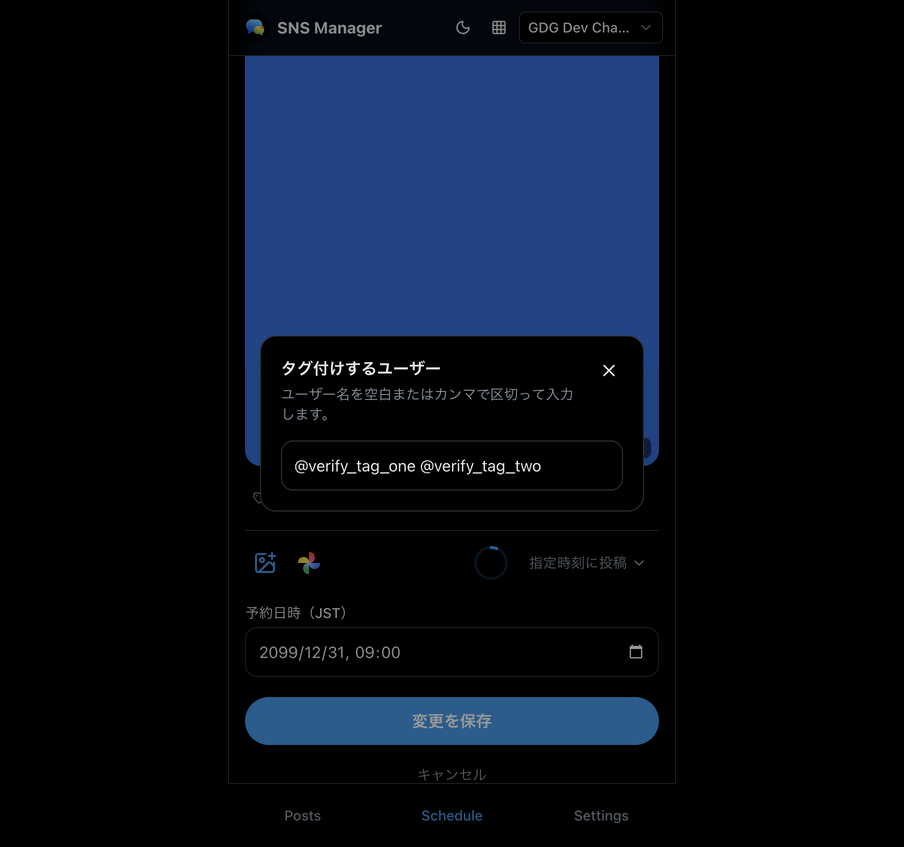 SNS Manager
GDG Dev Cha...
タグ付けするユーザー
ユーザー名を空白またはカンマで区切って入力
します。
@verify_tag_one @verify_tag_two
指定時刻に投稿
予約日時（JST）
2099/12/31, 09:00
変更を保存
キャンセル
Posts
Schedule
Settings